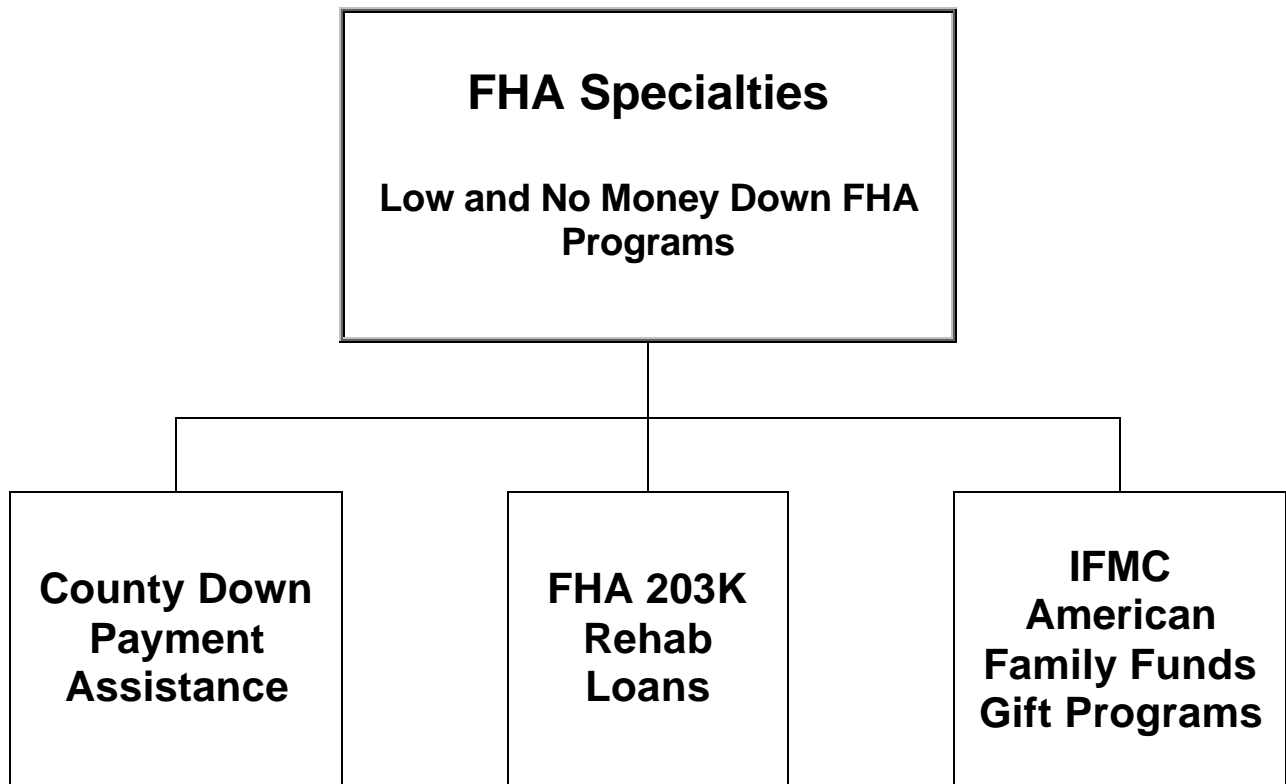 FHA Specialties
Low and No Money Down FHA
Programs
County Down
Payment
Assistance
FHA 203K
Rehab
Loans
IFMC
American
Family Funds
Gift Programs